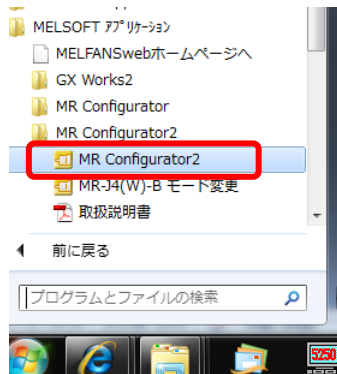 MELSOFT ｱﾌﾟﾘｹｰｼｮﾝ
MELFANSwebホームページへ
GX Works2
MR Configurator
MR Configurator2
MR Configurator2
MR-J4(W)-B モード変更
取扱説明書
前に戻る
プログラムとファイルの検索
5250